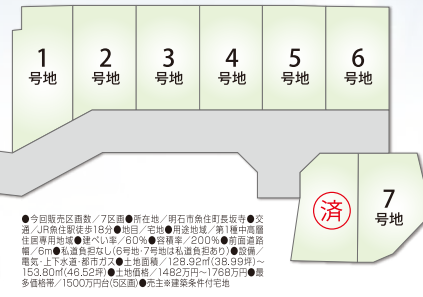 1
号地
2
号地
3
号地
4
号地
5
号地
6
号地
済
7
号地
●今回販売区画数／7区画●所在地／明石市魚住町長坂寺●交
通／JR魚住駅徒歩18分●地目／宅地●用途地域／第1種中高層
住居専用地域●建ぺい率／60％●容積率／200％●前面道路
幅／6m●私道負担なし(6号地・7号地は私道負担あり)●設備／
電気・上下水道・都市ガス●土地面積／128.92㎡(38.99坪)〜
153.80㎡(46.52坪)●土地価格／1482万円〜1768万円●最
多価格帯／1500万円台(5区画)●売主※建築条件付宅地